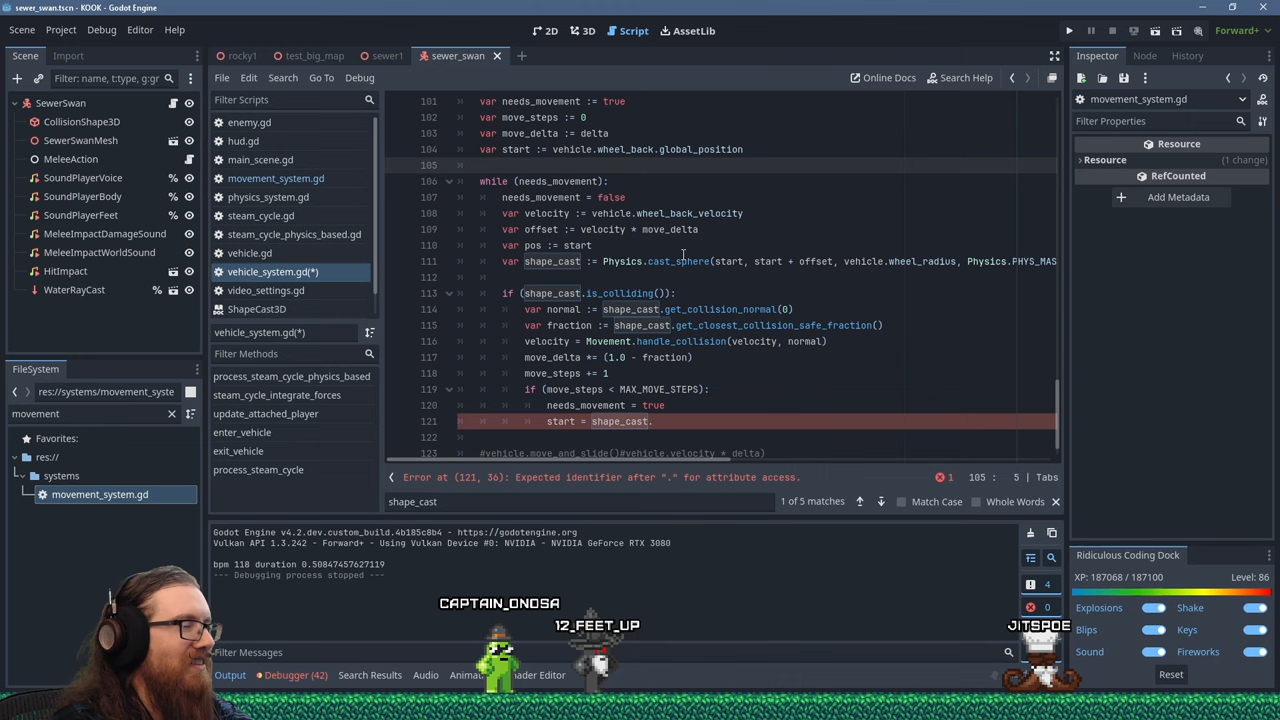 sewer_swan.tscn - KOOK - Godot Engine
Scene Project Debug Editor Help
2D 3D Script AssetLib
Forward+
Scene Import
rocky1 test_big_map sewer1 sewer_swan
Inspector Node History
Filter: name, t:type, g:gr
File Edit Search Go To Debug
Online Docs Search Help
movement_system.gd
Filter Properties
Resource
Resource (1 change)
RefCounted
Add Metadata
SewerSwan
CollisionShape3D
SewerSwanMesh
MeleeAction
SoundPlayerVoice
SoundPlayerBody
SoundPlayerFeet
MeleeImpactDamageSound
MeleeImpactWorldSound
HitImpact
WaterRayCast
Filter Scripts
enemy.gd
hud.gd
main_scene.gd
movement_system.gd
physics_system.gd
steam_cycle.gd
steam_cycle_physics_based.gd
vehicle.gd
vehicle_system.gd(*)
video_settings.gd
ShapeCast3D
vehicle_system.gd(*)
Filter Methods
process_steam_cycle_physics_based
steam_cycle_integrate_forces
update_attached_player
enter_vehicle
exit_vehicle
process_steam_cycle
101 var needs_movement := true
102 var move_steps := 0
103 var move_delta := delta
104 var start := vehicle.wheel_back.global_position
105
106 while (needs_movement):
107 needs_movement = false
108 var velocity := vehicle.wheel_back_velocity
109 var offset := velocity * move_delta
110 var pos := start
111 var shape_cast := Physics.cast_sphere(start, start + offset, vehicle.wheel_radius, Physics.PHYS_MAS
112
113 if (shape_cast.is_colliding()):
114 var normal := shape_cast.get_collision_normal(0)
115 var fraction := shape_cast.get_closest_collision_safe_fraction()
116 velocity = Movement.handle_collision(velocity, normal)
117 move_delta *= (1.0 - fraction)
118 move_steps += 1
119 if (move_steps < MAX_MOVE_STEPS):
120 needs_movement = true
121 start = shape_cast.
122
123 #vehicle.move_and_slide()#vehicle.velocity * delta)
Error at (121, 36): Expected identifier after "." for attribute access.
1 105 : 5 | Tabs
shape_cast
1 of 5 matches
Match Case Whole Words
FileSystem
res://systems/movement_syste
movement
Favorites:
res://
systems
movement_system.gd
Godot Engine v4.2.dev.custom_build.4b185c8b4 - https://godotengine.org
Vulkan API 1.3.242 - Forward+ - Using Vulkan Device #0: NVIDIA - NVIDIA GeForce RTX 3080
bpm 118 duration 0.50847457627119
--- Debugging process stopped ---
4
0
Filter Messages
Output Debugger (42) Search Results Audio Anima ader Editor
Ridiculous Coding Dock
XP: 187068 / 187100 Level: 86
Explosions Shake
Blips Keys
Sound Fireworks
Reset
CAPTAIN_ONOSA
12_FEET_UP
JITSPOE